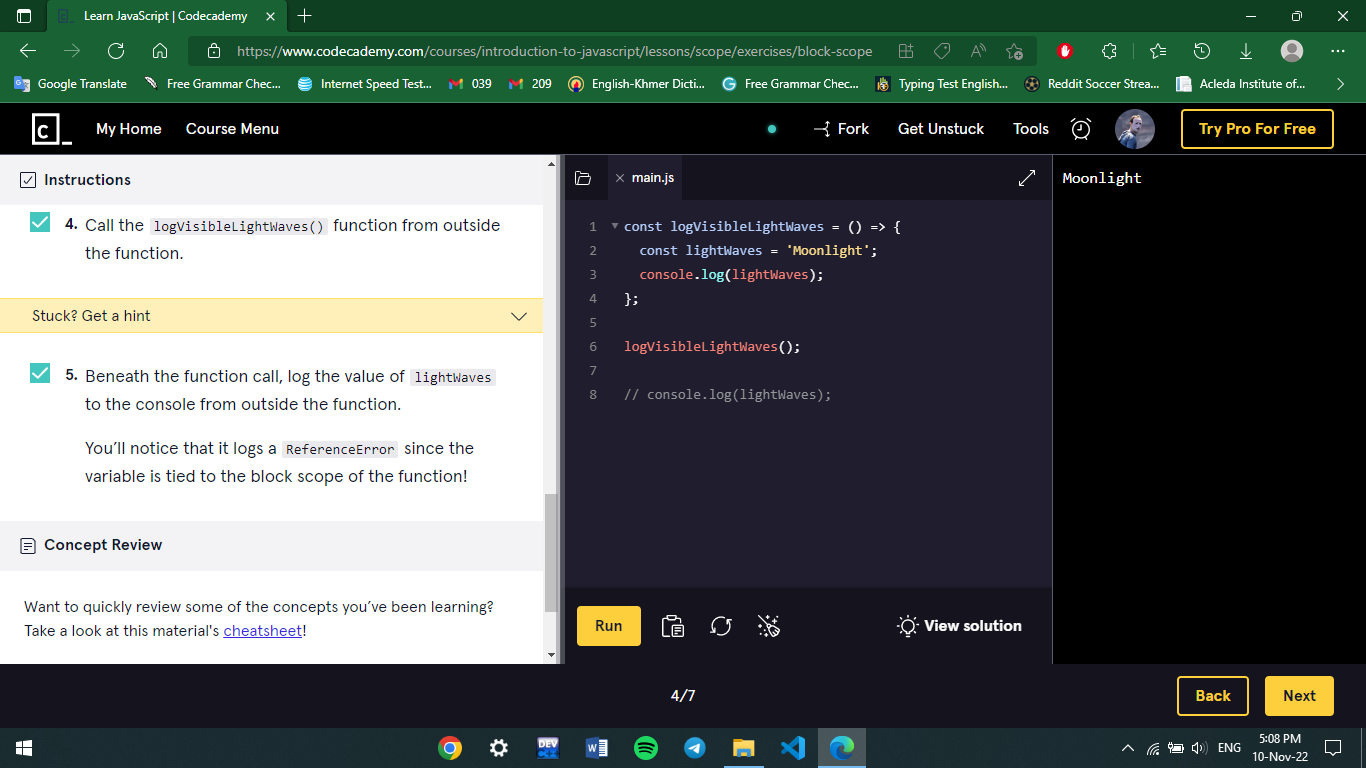 Learn JavaScript | Codecademy
https://www.codecademy.com/courses/introduction-to-javascript/lessons/scope/exercises/block-scope
Google Translate
Free Grammar Chec...
Internet Speed Test...
039
209
English-Khmer Dicti...
Free Grammar Chec...
Typing Test English...
Reddit Soccer Strea...
Acleda Institute of...
My Home
Course Menu
Fork
Get Unstuck
Tools
Try Pro For Free
Instructions
4. Call the logVisibleLightWaves() function from outside
the function.
Stuck? Get a hint
5. Beneath the function call, log the value of lightWaves
to the console from outside the function.
You’ll notice that it logs a ReferenceError since the
variable is tied to the block scope of the function!
Concept Review
Want to quickly review some of the concepts you’ve been learning?
Take a look at this material's cheatsheet!
main.js
1 const logVisibleLightWaves = () => {
2 const lightWaves = 'Moonlight';
3 console.log(lightWaves);
4 };
5
6 logVisibleLightWaves();
7
8 // console.log(lightWaves);
Run
View solution
Moonlight
4/7
Back
Next
DEV
ENG
5:08 PM
10-Nov-22